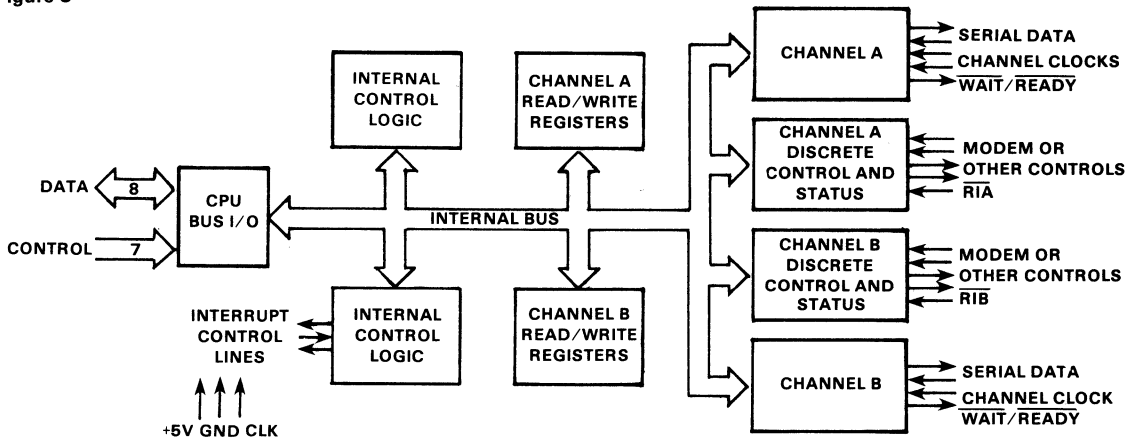 INTERNAL
CONTROL
LOGIC
CHANNEL A
READ/WRITE
REGISTERS
CHANNEL A
SERIAL DATA
CHANNEL CLOCKS
WAIT/READY
CHANNEL A
DISCRETE
CONTROL AND
STATUS
MODEM OR
OTHER CONTROLS
RIA
DATA
8
CPU
BUS I/O
INTERNAL BUS
CONTROL
7
CHANNEL B
DISCRETE
CONTROL AND
STATUS
MODEM OR
OTHER CONTROLS
RIB
INTERRUPT
CONTROL
LINES
INTERNAL
CONTROL
LOGIC
CHANNEL B
READ/WRITE
REGISTERS
CHANNEL B
SERIAL DATA
CHANNEL CLOCK
WAIT/READY
+5V GND CLK